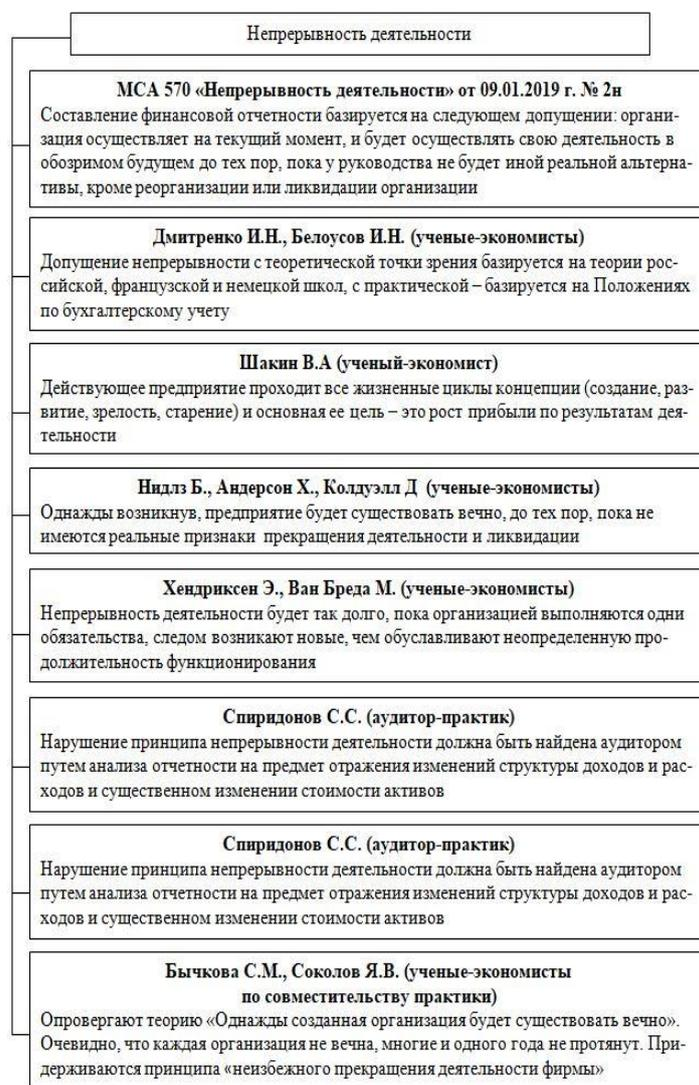 Непрерывность деятельности
МСА 570 «Непрерывность деятельности» от 09.01.2019 г. № 2н
Составление финансовой отчетности базируется на следующем допущении: органи-
зация осуществляет на текущий момент, и будет осуществлять свою деятельность в
обозримом будущем до тех пор, пока у руководства не будет иной реальной альтерна-
тивы, кроме реорганизации или ликвидации организации
Дмитренко И.Н., Белоусов И.Н. (ученые-экономисты)
Допущение непрерывности с теоретической точки зрения базируется на теории рос-
сийской, французской и немецкой школ, с практической – базируется на Положениях
по бухгалтерскому учету
Шакин В.А (ученый-экономист)
Действующее предприятие проходит все жизненные циклы концепции (создание, раз-
витие, зрелость, старение) и основная ее цель – это рост прибыли по результатам дея-
тельности
Нидлз Б., Андерсон Х., Колдуэлл Д (ученые-экономисты)
Однажды возникнув, предприятие будет существовать вечно, до тех пор, пока не
имеются реальные признаки прекращения деятельности и ликвидации
Хендриксен Э., Ван Бреда М. (ученые-экономисты)
Непрерывность деятельности будет так долго, пока организацией выполняются одни
обязательства, следом возникают новые, чем обуславливают неопределенную про-
должительность функционирования
Спиридонов С.С. (аудитор-практик)
Нарушение принципа непрерывности деятельности должна быть найдена аудитором
путем анализа отчетности на предмет отражения изменений структуры доходов и рас-
ходов и существенном изменении стоимости активов
Спиридонов С.С. (аудитор-практик)
Нарушение принципа непрерывности деятельности должна быть найдена аудитором
путем анализа отчетности на предмет отражения изменений структуры доходов и рас-
ходов и существенном изменении стоимости активов
Бычкова С.М., Соколов Я.В. (ученые-экономисты
по совместительству практики)
Опровергают теорию «Однажды созданная организация будет существовать вечно».
Очевидно, что каждая организация не вечна, многие и одного года не протянут. При-
держиваются принципа «неизбежного прекращения деятельности фирмы»